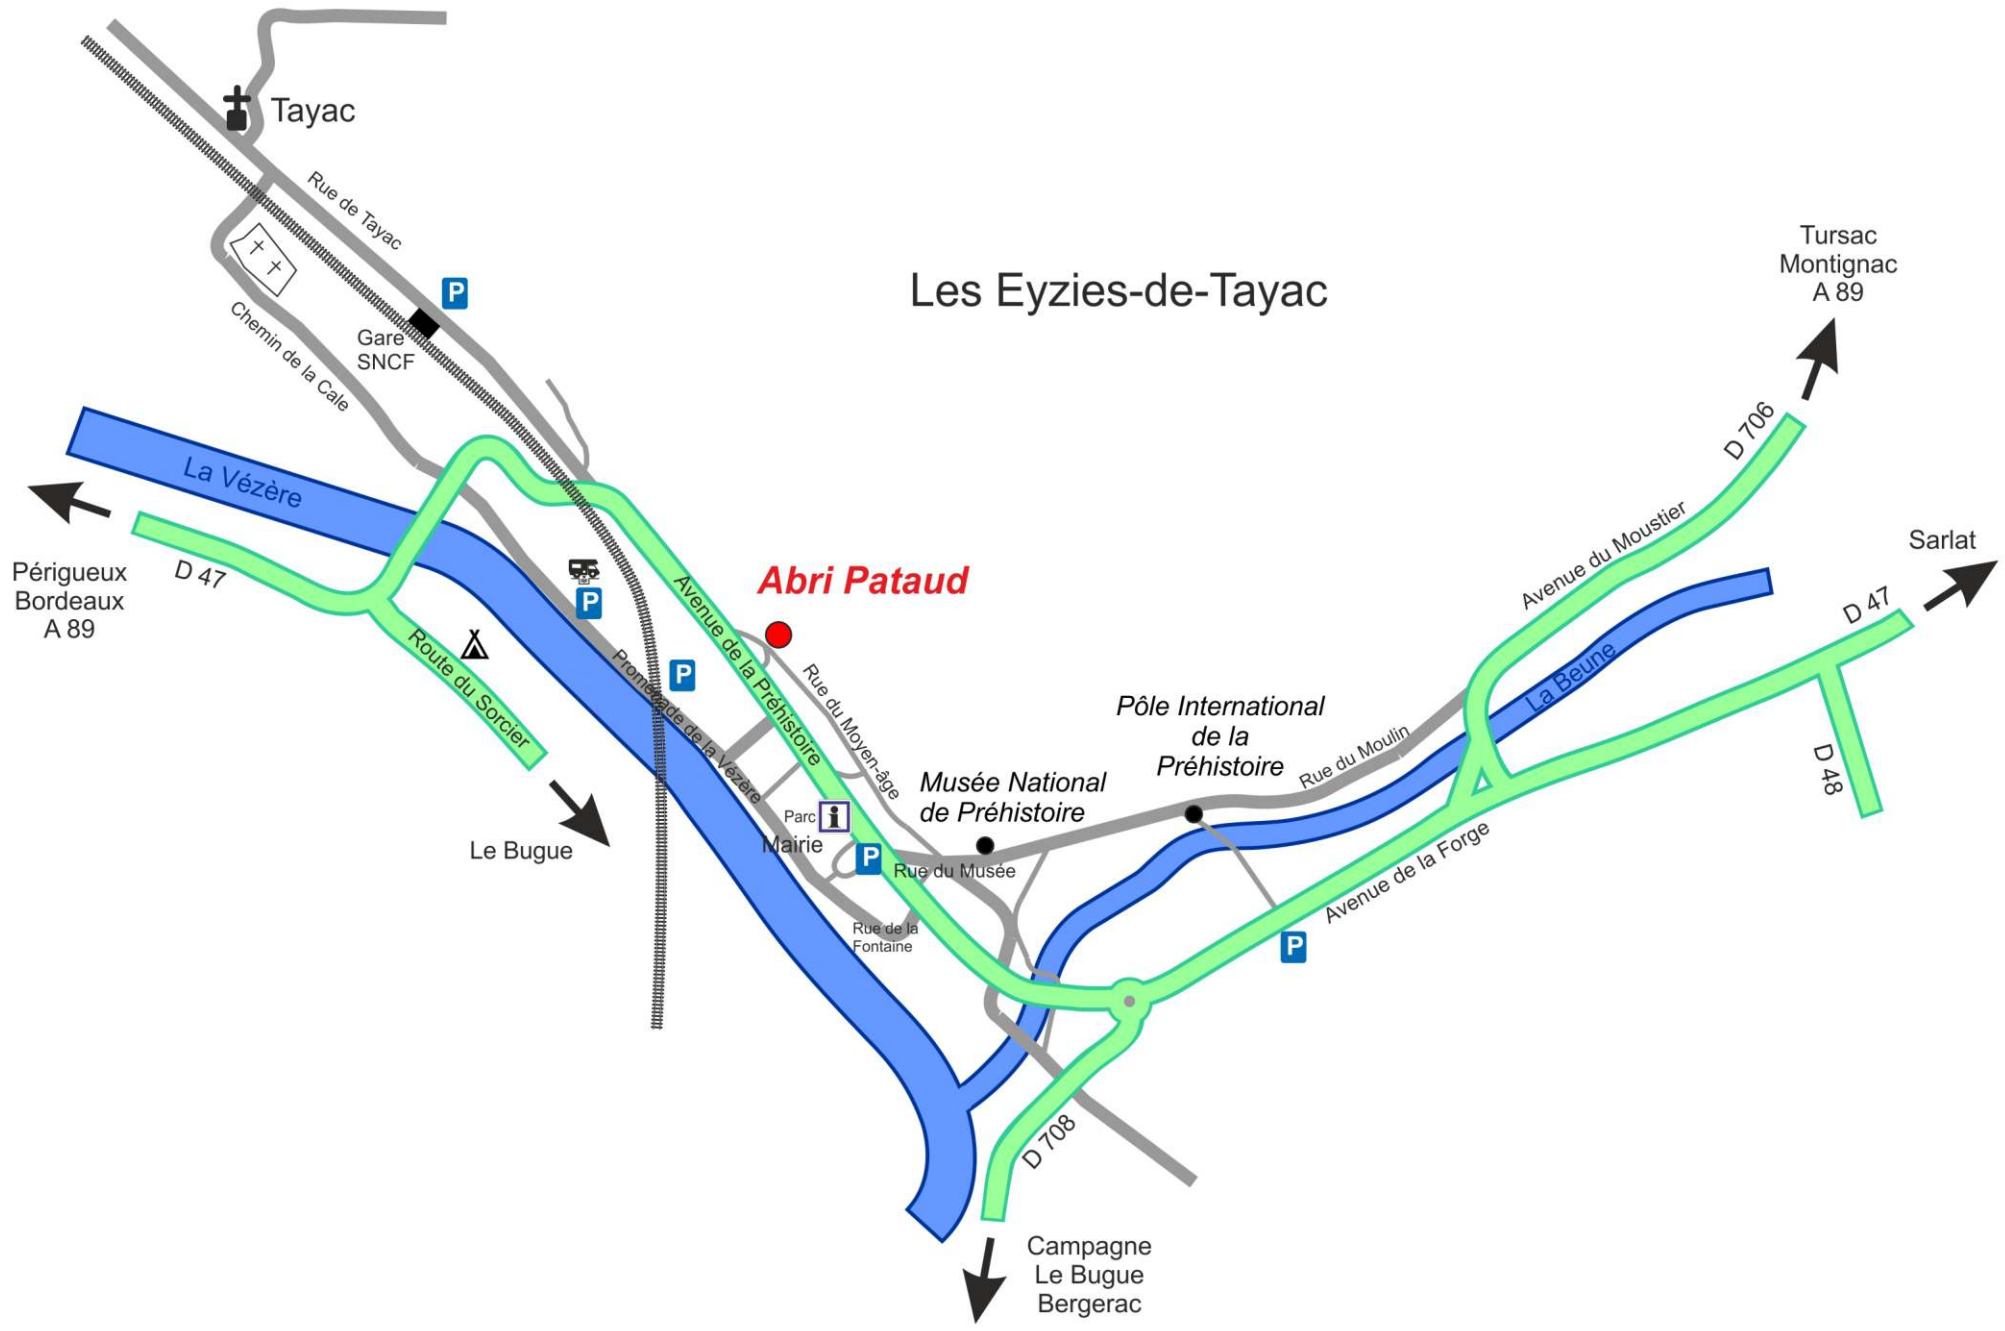 Tayac
Rue de Tayac
P
Gare
SNCF
Chemin de la Cale
Les Eyzies-de-Tayac
Tursac
Montignac
A 89
D 706
Avenue du Moustier
Sarlat
D 47
La Beune
D 48
La Vézère
D 47
Périgueux
Bordeaux
A 89
Route du Sorcier
Le Bugue
P
P
Promenade de la Vézère
Avenue de la Préhistoire
Abri Pataud
Rue du Moyen-âge
Pôle International
de la
Préhistoire
Rue du Moulin
Musée National
de Préhistoire
Parc
i
Mairie
P
Rue du Musée
Rue de la
Fontaine
Avenue de la Forge
P
D 708
Campagne
Le Bugue
Bergerac